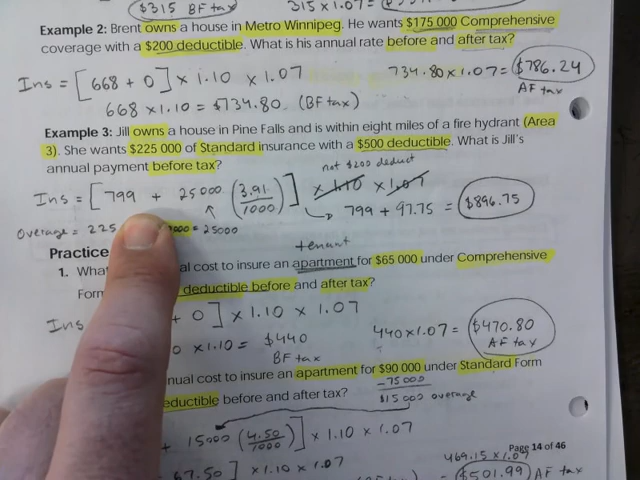 $315 BF tax
315 x 1.07 =
Example 2: Brent owns a house in Metro Winnipeg. He wants $175 000 Comprehensive
coverage with a $200 deductible. What is his annual rate before and after tax?
Ins = [668 + 0] x 1.10 x 1.07
734.80 x 1.07 = $786.24
AF tax
668 x 1.10 = $734.80 (BF tax)
Example 3: Jill owns a house in Pine Falls and is within eight miles of a fire hydrant (Area
3). She wants $225 000 of Standard insurance with a $500 deductible. What is Jill's
annual payment before tax?
not $200 deduct
Ins = [799 + 25000 (3.91/1000)] x 1.10 x 1.07
799 + 97.75 = $896.75
Overage = 225 000 = 25000
Practice
tenant
1. What al cost to insure an apartment for $65 000 under Comprehensive
Form deductible before and after tax?
Ins + 0] x 1.10 x 1.07
0 x 1.10 = $440
BF tax
440 x 1.07 = $470.80
AF tax
nual cost to insure an apartment for $90 000 under Standard Form
-75000
eductible before and after tax?
$15000 overage
+ 15000 (4.50/1000)] x 1.10 x 1.07
Page 14 of 46
469.15 x 1.07
67.50] x 1.10 x 1.07
= $501.99 AF tax